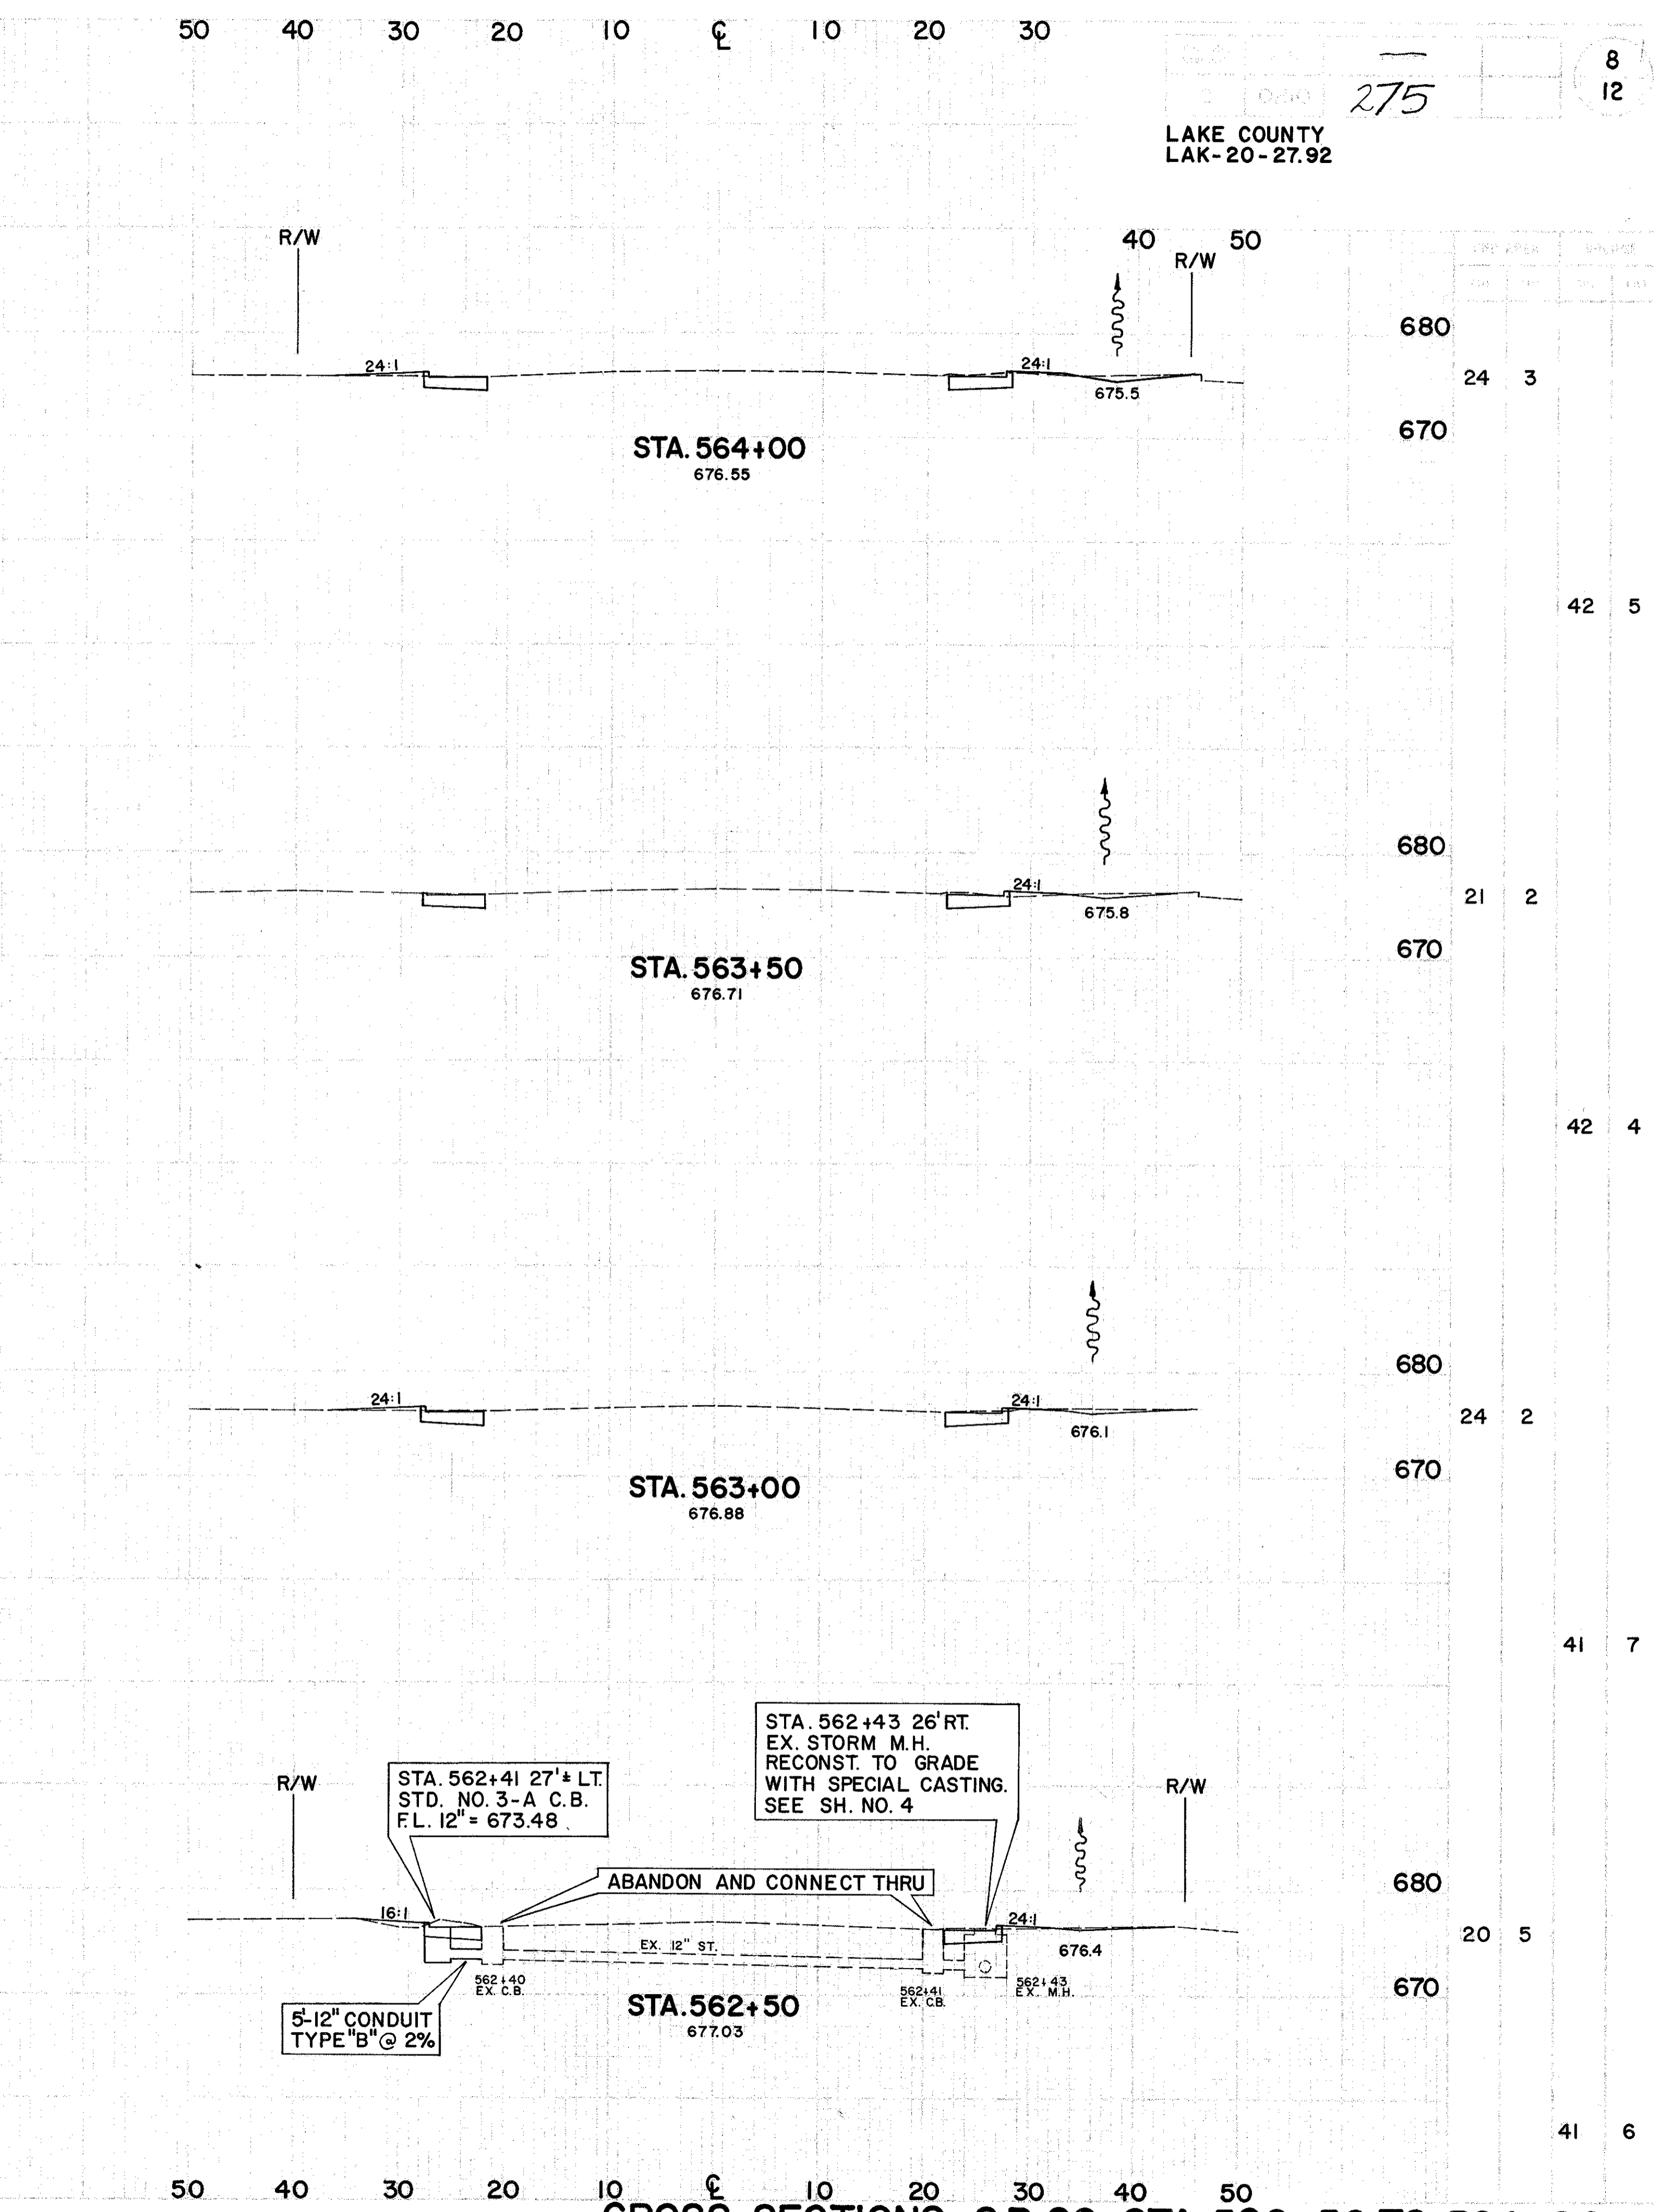 50 40 30 20 10 ℄ 10 20 30
8
12
275
LAKE COUNTY
LAK-20-27.92
R/W
40 50
R/W
680
24:1
24:1
675.5
24 3
670
STA. 564+00
676.55
42 5
680
24:1
675.8
21 2
670
STA. 563+50
676.71
42 4
680
24:1
24:1
676.1
24 2
670
STA. 563+00
676.88
41 7
R/W
STA. 562+41 27'± LT.
STD. NO. 3-A C.B.
F.L. 12" = 673.48
STA. 562+43 26' RT.
EX. STORM M.H.
RECONST. TO GRADE
WITH SPECIAL CASTING.
SEE SH. NO. 4
R/W
ABANDON AND CONNECT THRU
680
16:1
24:1
EX. 12" ST.
676.4
20 5
562+40
EX. C.B.
562+41
EX. C.B.
562+43
EX. M.H.
670
5'-12" CONDUIT
TYPE "B" @ 2%
STA. 562+50
677.03
41 6
50 40 30 20 10 ℄ 10 20 30 40 50